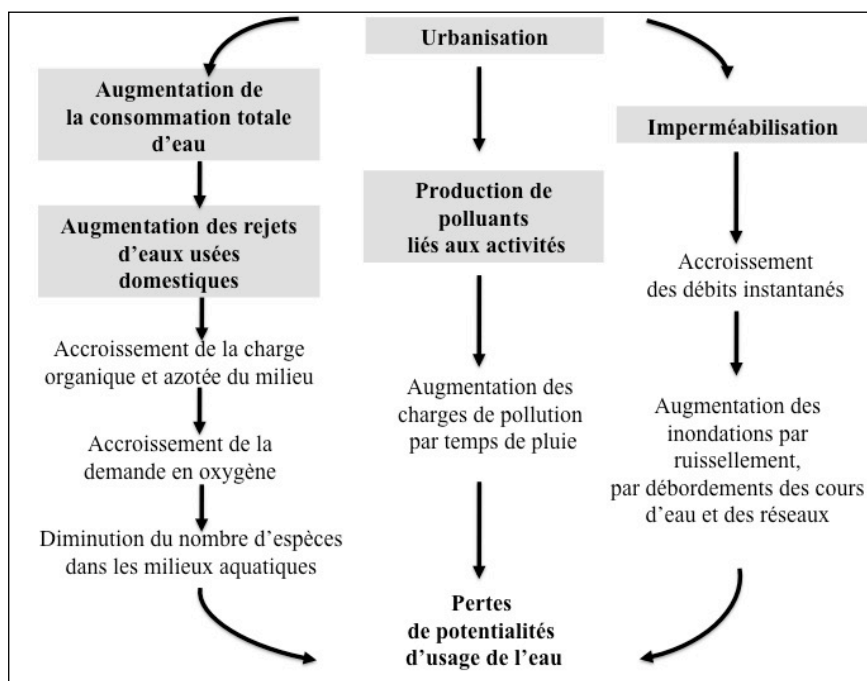 Urbanisation
Augmentation de
la consommation totale
d'eau
Augmentation des rejets
d'eaux usées
domestiques
Accroissement de la charge
organique et azotée du milieu
Accroissement de la
demande en oxygène
Diminution du nombre d'espèces
dans les milieux aquatiques
Production de
polluants
liés aux activités
Augmentation des
charges de pollution
par temps de pluie
Imperméabilisation
Accroissement
des débits instantanés
Augmentation des
inondations par
ruissellement,
par débordements des cours
d'eau et des réseaux
Pertes
de potentialités
d'usage de l'eau